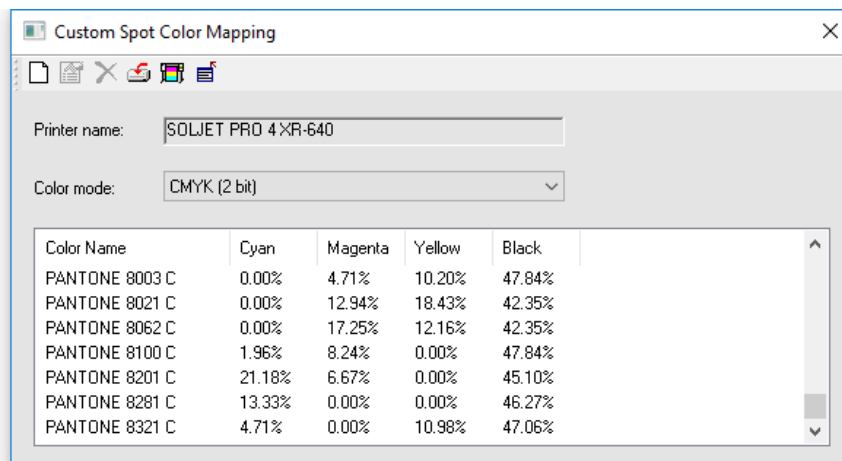 Custom Spot Color Mapping
Printer name: SOLJET PRO 4 XR-640
Color mode: CMYK (2 bit)
Color Name Cyan Magenta Yellow Black
PANTONE 8003 C 0.00% 4.71% 10.20% 47.84%
PANTONE 8021 C 0.00% 12.94% 18.43% 42.35%
PANTONE 8062 C 0.00% 17.25% 12.16% 42.35%
PANTONE 8100 C 1.96% 8.24% 0.00% 47.84%
PANTONE 8201 C 21.18% 6.67% 0.00% 45.10%
PANTONE 8281 C 13.33% 0.00% 0.00% 46.27%
PANTONE 8321 C 4.71% 0.00% 10.98% 47.06%